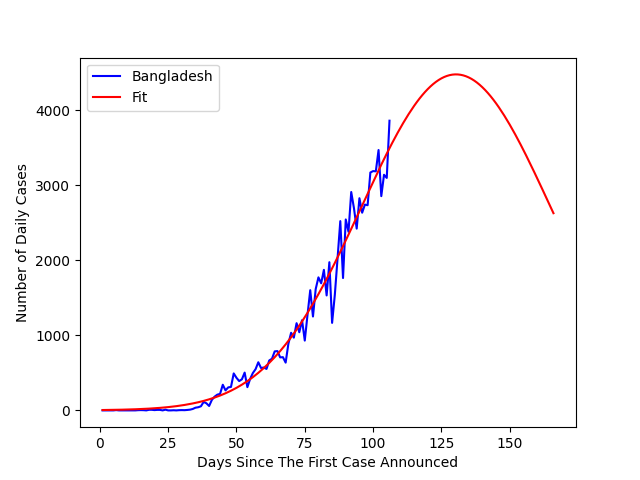 Bangladesh
Fit
4000
3000
2000
1000
0
Number of Daily Cases
0 25 50 75 100 125 150
Days Since The First Case Announced